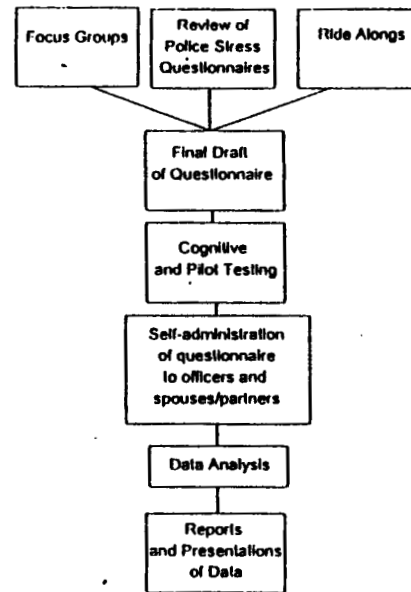 Focus Groups
Review of
Police Stress
Questionnaires
Ride Alongs
Final Draft
of Questionnaire
Cognitive
and Pilot Testing
Self-administration
of questionnaire
to officers and
spouses/partners
Data Analysis
Reports
and Presentations
of Data